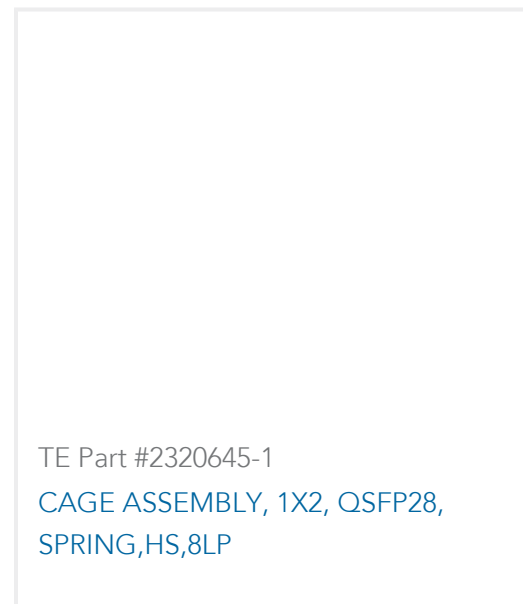 TE Part #2320645-1
CAGE ASSEMBLY, 1X2, QSFP28,
SPRING,HS,8LP